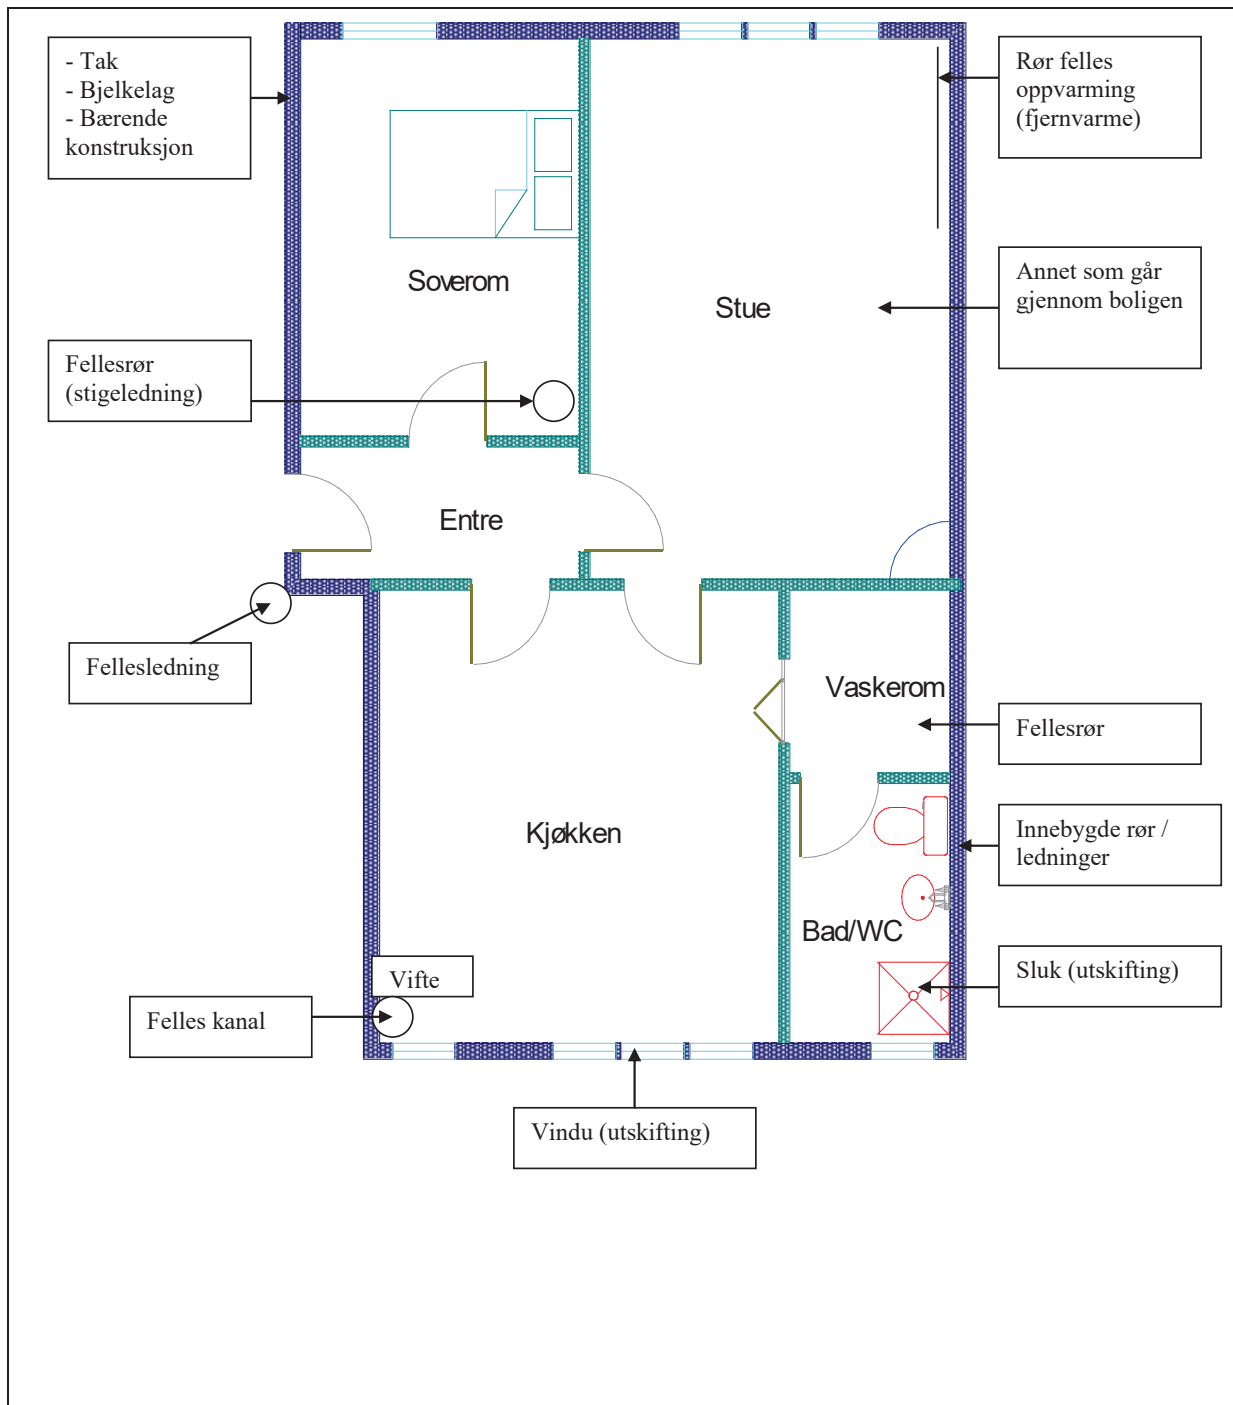 - Tak
- Bjelkelag
- Bærende
konstruksjon
Rør felles
oppvarming
(fjernvarme)
Soverom
Stue
Annet som går
gjennom boligen
Fellesrør
(stigeledning)
Entre
Fellesledning
Vaskerom
Fellesrør
Kjøkken
Innebygde rør /
ledninger
Bad/WC
Sluk (utskifting)
Vifte
Felles kanal
Vindu (utskifting)